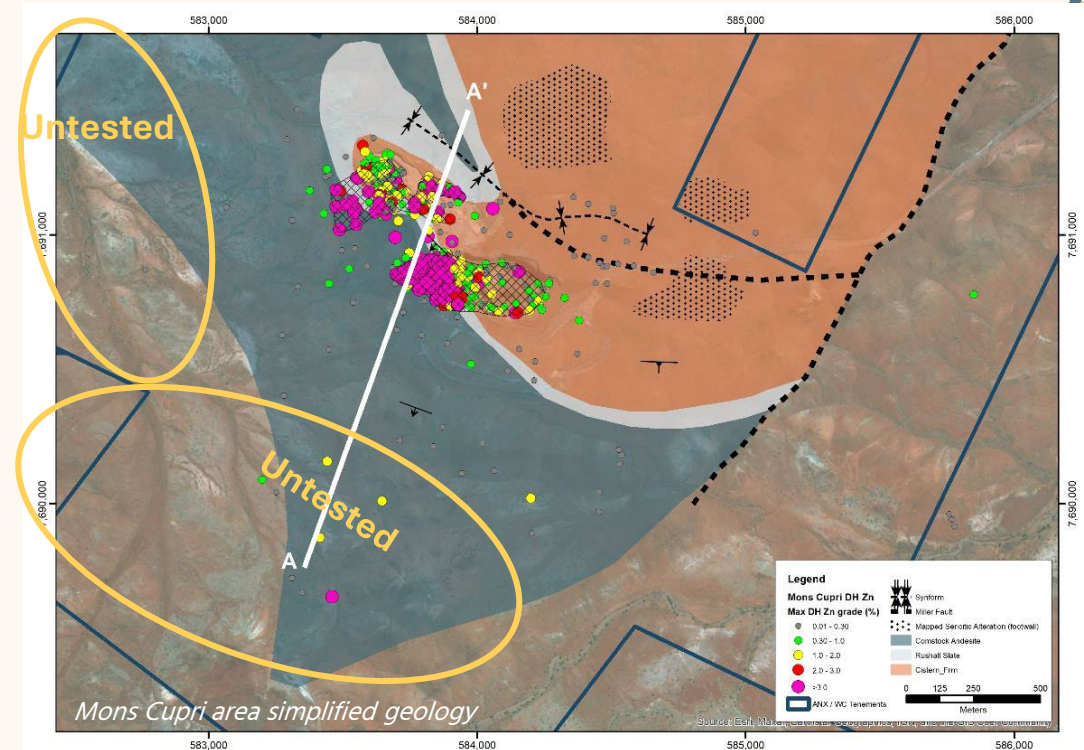 583,000 584,000 585,000 586,000
Untested
A'
7,691,000 7,691,000
Untested
7,690,000 7,690,000
A
Legend
Mons Cupri DH Zn
Max DH Zn grade (%)
0.01 - 0.30
0.30 - 1.0
1.0 - 2.0
2.0 - 3.0
>3.0
ANX / WC Tenements
Synform
Miller Fault
Mapped Sericitic Alteration (footwall)
Comstock Andesite
Rushall Slate
Cistern_Frm
0 125 250 500
Meters
Mons Cupri area simplified geology
583,000 584,000 585,000 586,000